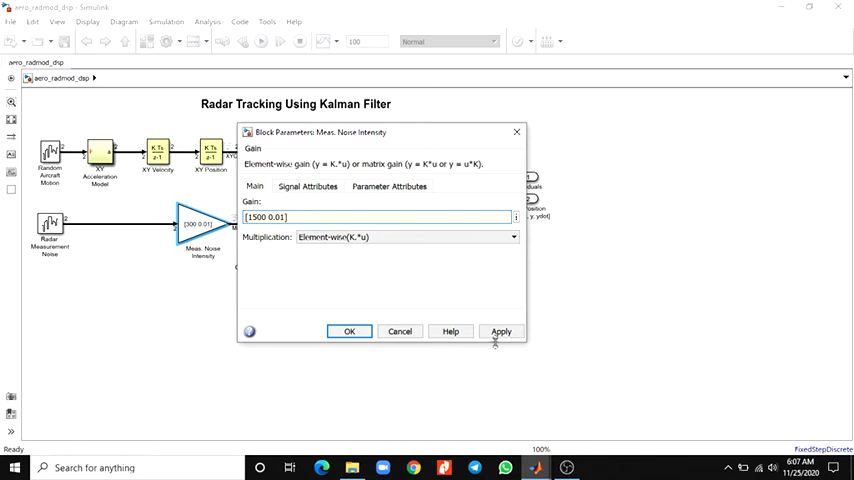 aero_radmod_dsp - Simulink
File Edit View Display Diagram Simulation Analysis Code Tools Help
100 Normal
aero_radmod_dsp
aero_radmod_dsp
Radar Tracking Using Kalman Filter
Random Aircraft Motion
XY Acceleration Model
K Ts
z-1
XY Velocity
K Ts
z-1
XY Position
Radar Measurement Noise
[300 0.01]
Meas. Noise Intensity
Block Parameters: Meas. Noise Intensity
Gain
Element-wise gain (y = K.*u) or matrix gain (y = K*u or y = u*K).
Main Signal Attributes Parameter Attributes
Gain:
[1500 0.01]
Multiplication: Element-wise(K.*u)
OK Cancel Help Apply
Ready 100% FixedStepDiscrete
Search for anything
6:07 AM
11/25/2020